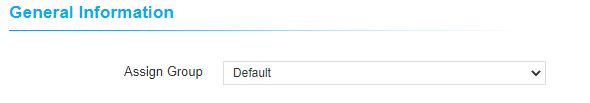 General Information
Assign Group Default